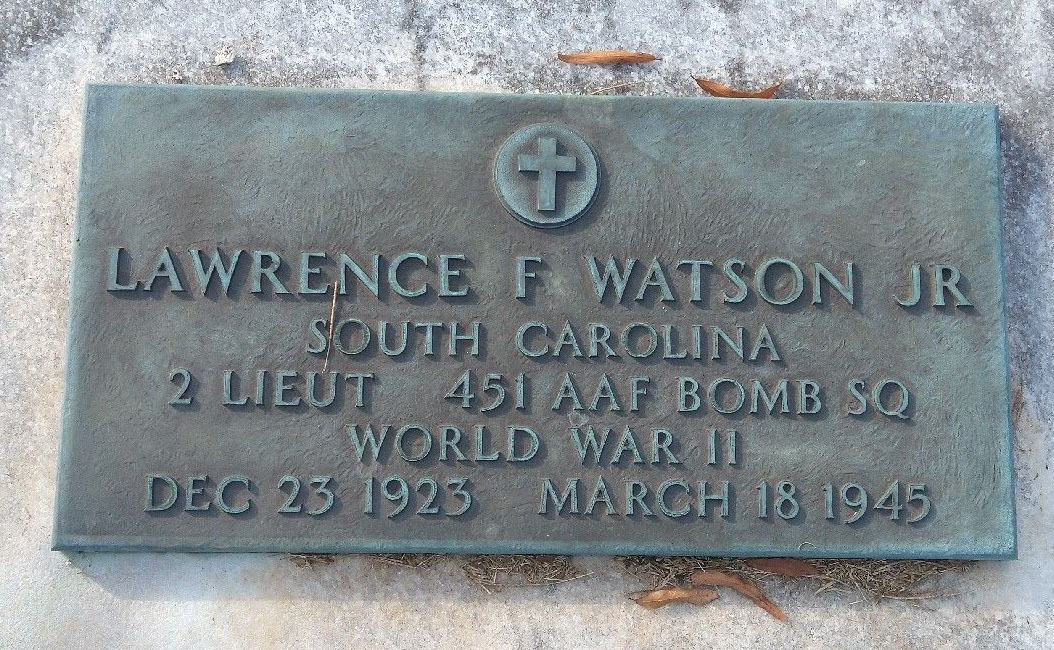 LAWRENCE F WATSON JR
SOUTH CAROLINA
2 LIEUT 451 AAF BOMB SQ
WORLD WAR II
DEC 23 1923 MARCH 18 1945